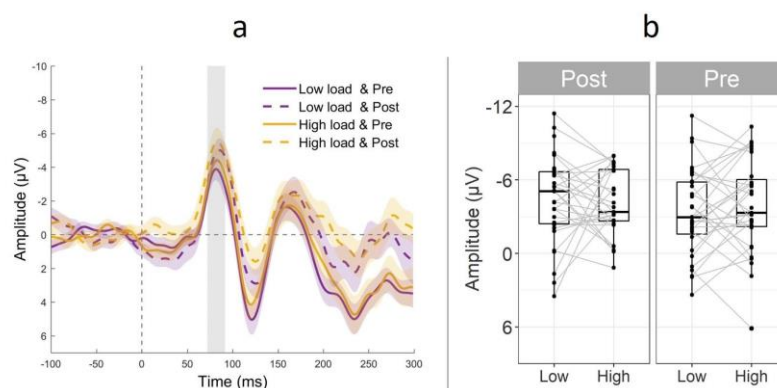 a
b
-10
-8
-6
-4
-2
0
2
4
6
Amplitude (µV)
-100
-50
0
50
100
150
200
250
300
Time (ms)
Low load & Pre
Low load & Post
High load & Pre
High load & Post
Post
Pre
-12
-6
0
6
Amplitude (µV)
Low
High
Low
High